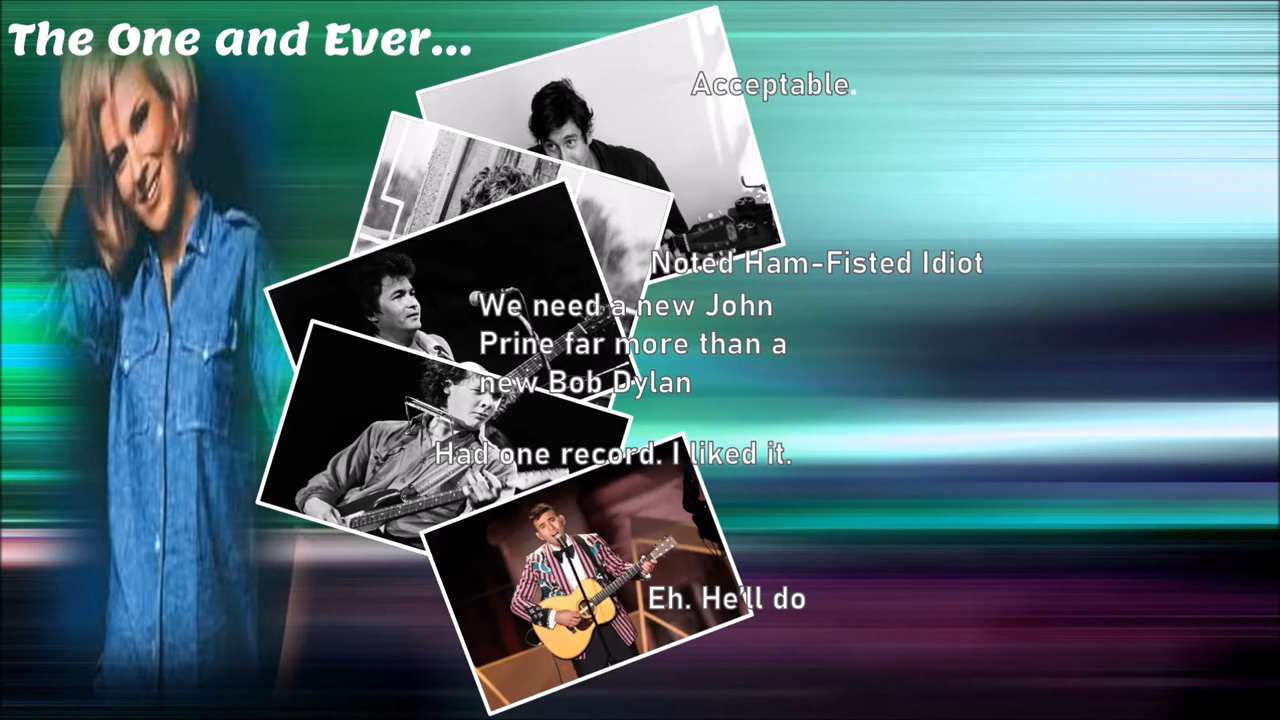 The One and Ever...
Acceptable.
Noted Ham-Fisted Idiot
We need a new John
Prine far more than a
new Bob Dylan
Had one record. I liked it.
Eh. He'll do